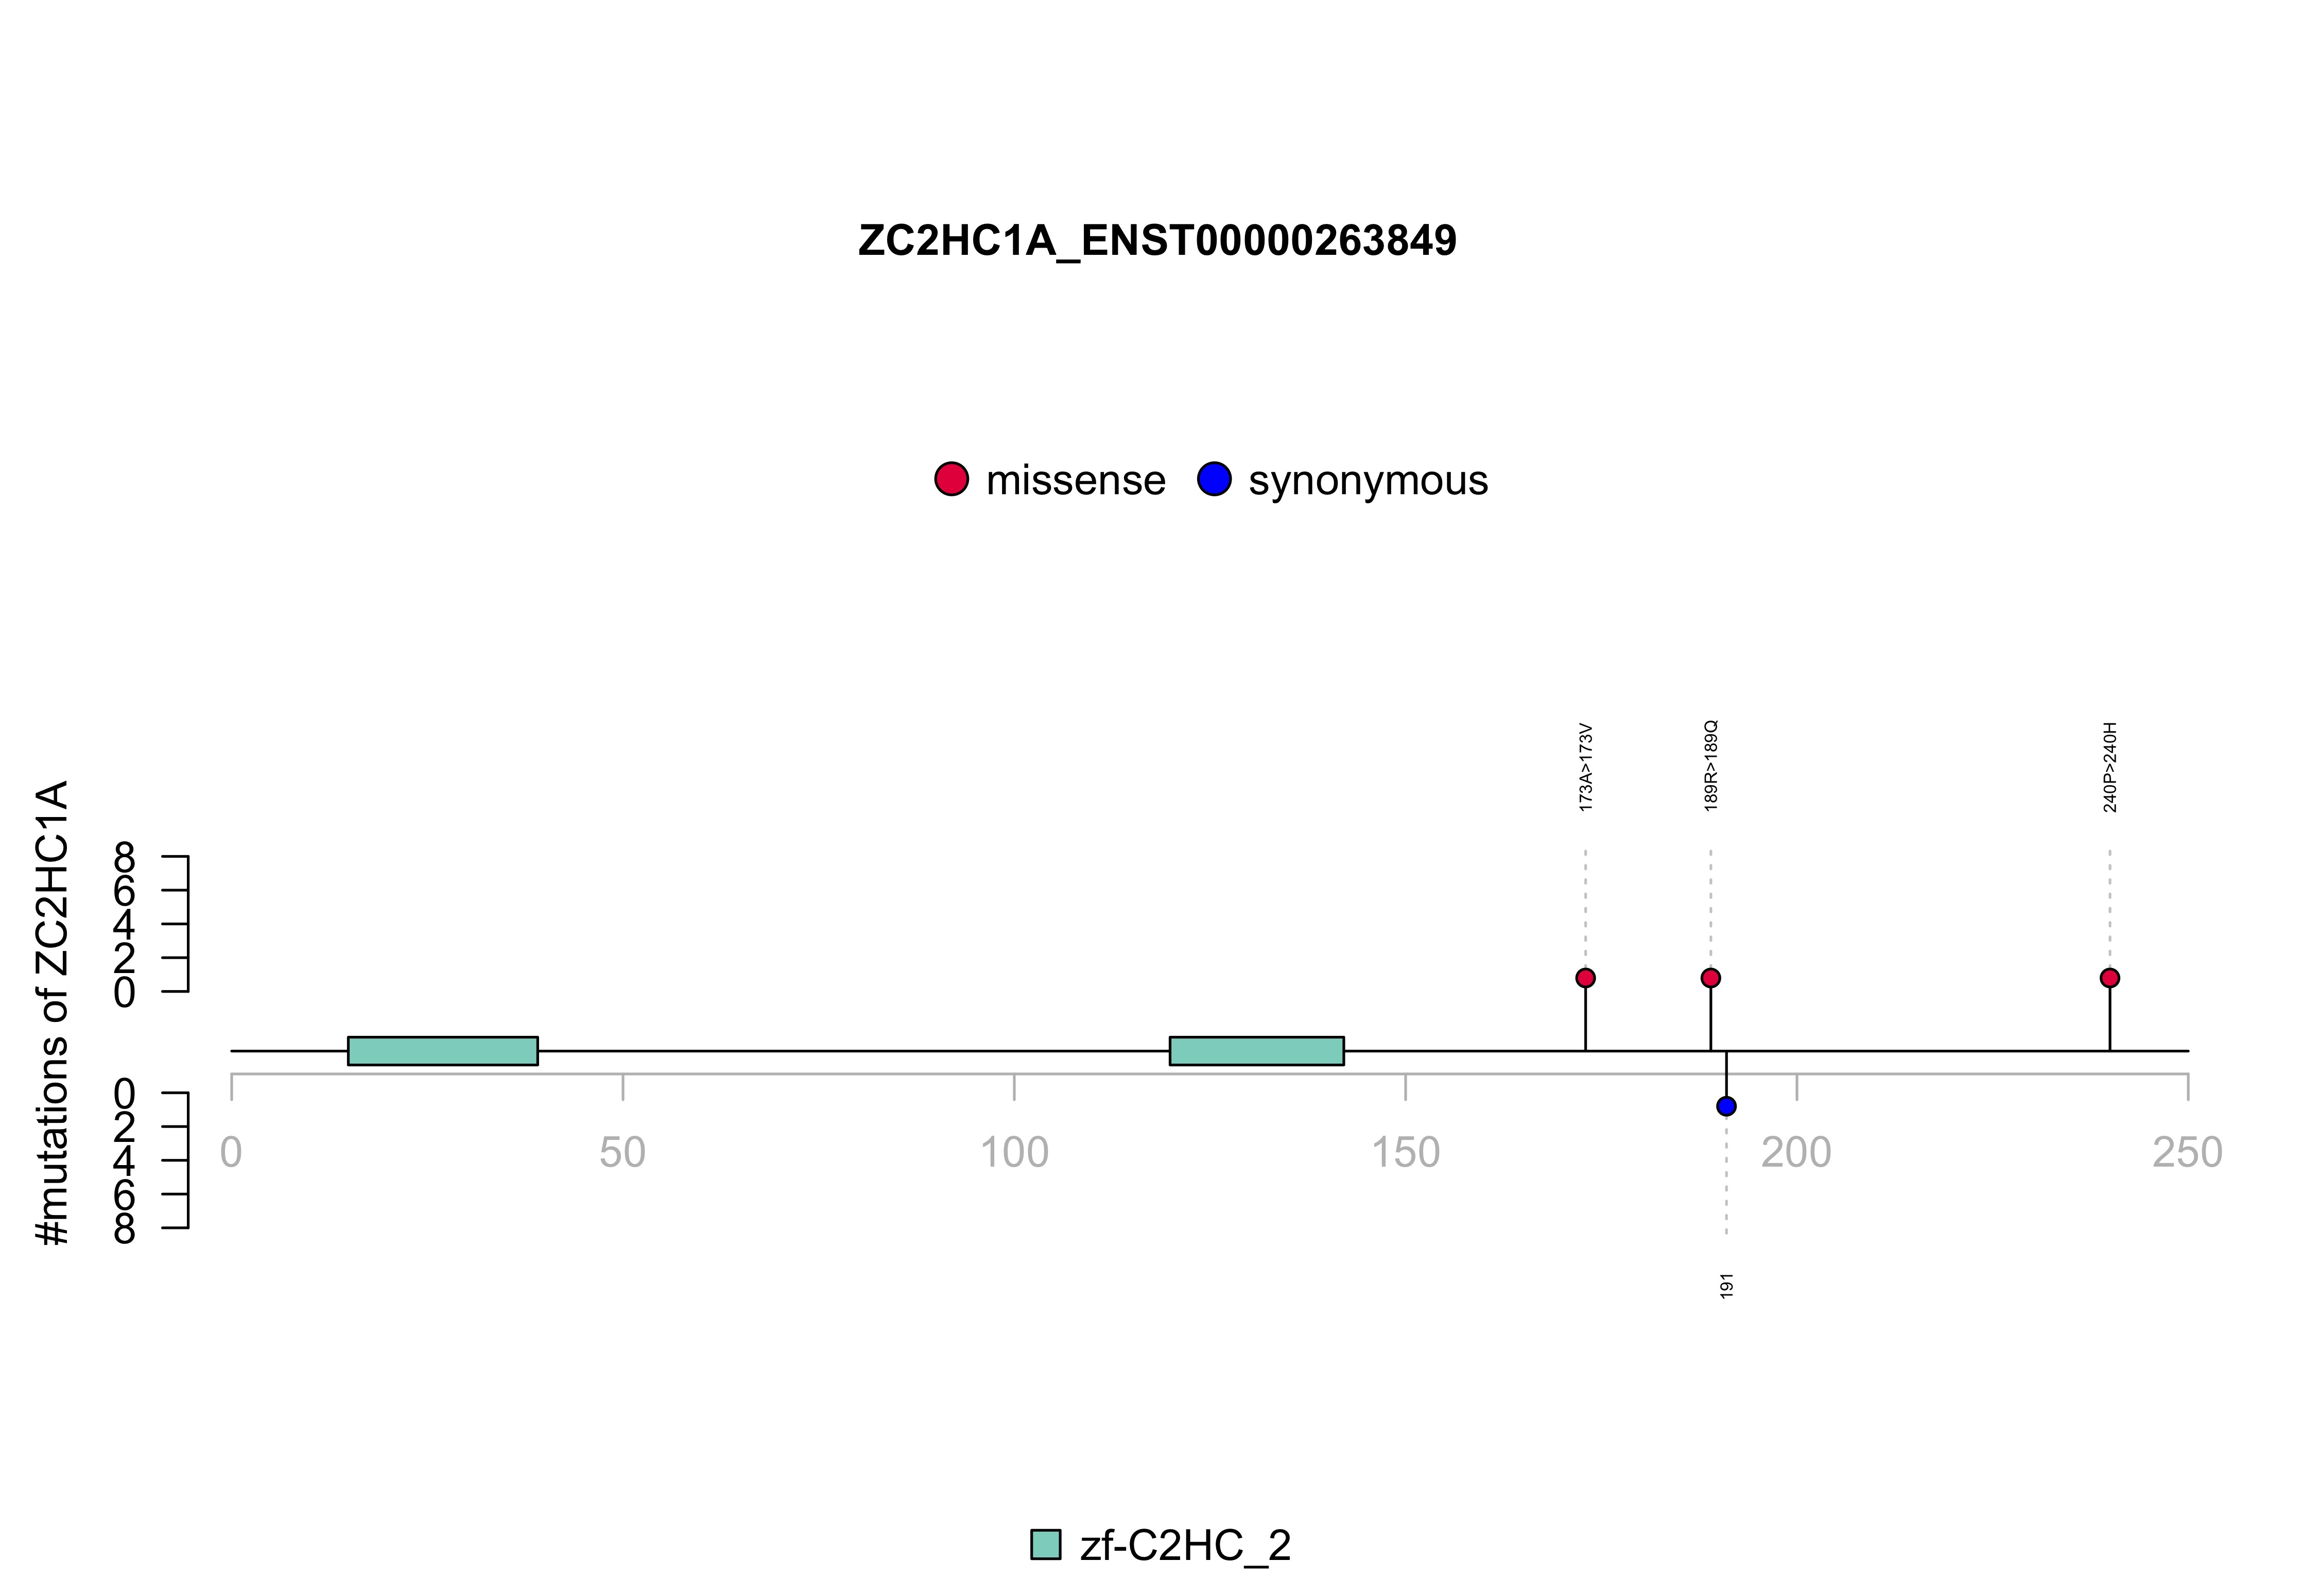 ZC2HC1A_ENST00000263849
missense synonymous
173A>173V
189R>189Q
240P>240H
#mutations of ZC2HC1A
8
6
4
2
0
0
2
4
6
8
0 50 100 150 200 250
191
zf-C2HC_2